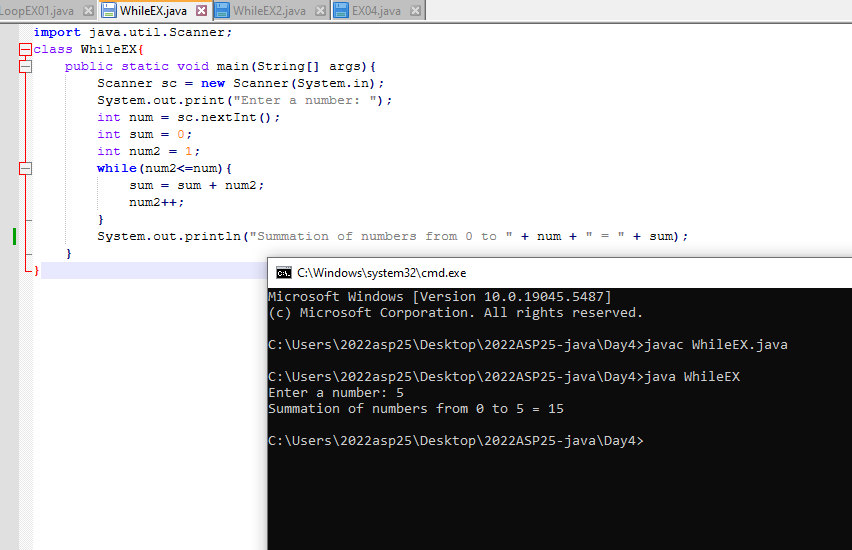 LoopEX01.java WhileEX.java WhileEX2.java EX04.java
import java.util.Scanner;
class WhileEX{
    public static void main(String[] args){
        Scanner sc = new Scanner(System.in);
        System.out.print("Enter a number: ");
        int num = sc.nextInt();
        int sum = 0;
        int num2 = 1;
        while(num2<=num){
            sum = sum + num2;
            num2++;
        }
        System.out.println("Summation of numbers from 0 to " + num + " = " + sum);
    }
}
C:\Windows\system32\cmd.exe
Microsoft Windows [Version 10.0.19045.5487]
(c) Microsoft Corporation. All rights reserved.
C:\Users\2022asp25\Desktop\2022ASP25-java\Day4>javac WhileEX.java
C:\Users\2022asp25\Desktop\2022ASP25-java\Day4>java WhileEX
Enter a number: 5
Summation of numbers from 0 to 5 = 15
C:\Users\2022asp25\Desktop\2022ASP25-java\Day4>